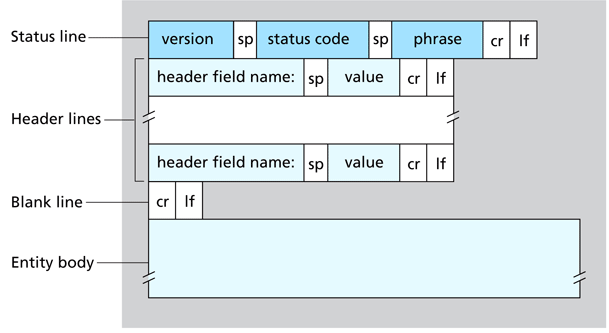 Status line version sp status code sp phrase cr lf
header field name: sp value cr lf
Header lines
header field name: sp value cr lf
Blank line cr lf
Entity body